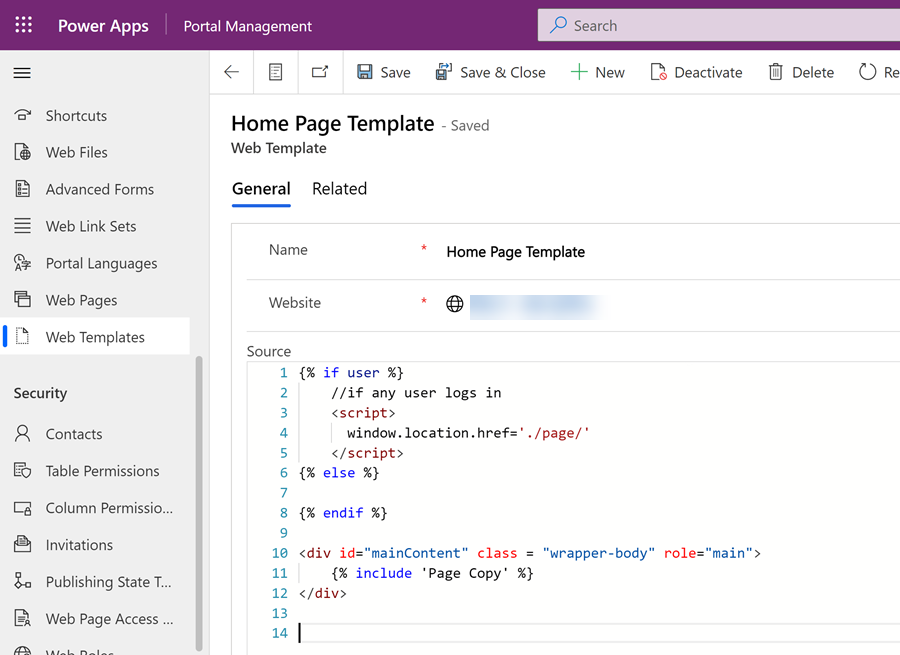 Power Apps
Portal Management
Search
Save
Save & Close
New
Deactivate
Delete
Re
Shortcuts
Web Files
Advanced Forms
Web Link Sets
Portal Languages
Web Pages
Web Templates
Security
Contacts
Table Permissions
Column Permissio...
Invitations
Publishing State T...
Web Page Access ...
Web Roles
Home Page Template - Saved
Web Template
General
Related
Name * Home Page Template
Website *
Source
1 {% if user %}
2 //if any user logs in
3 <script>
4 window.location.href='./page/'
5 </script>
6 {% else %}
7
8 {% endif %}
9
10 <div id="mainContent" class = "wrapper-body" role="main">
11 {% include 'Page Copy' %}
12 </div>
13
14